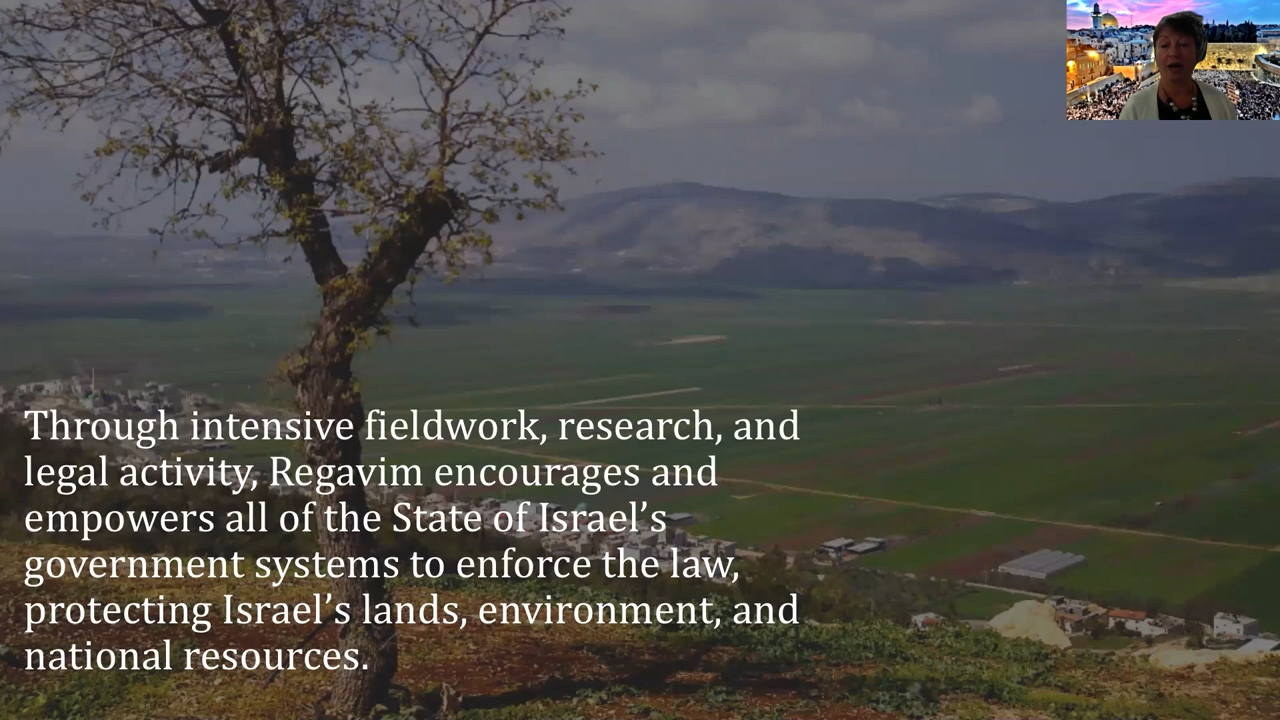 Through intensive fieldwork, research, and
legal activity, Regavim encourages and
empowers all of the State of Israel’s
government systems to enforce the law,
protecting Israel’s lands, environment, and
national resources.